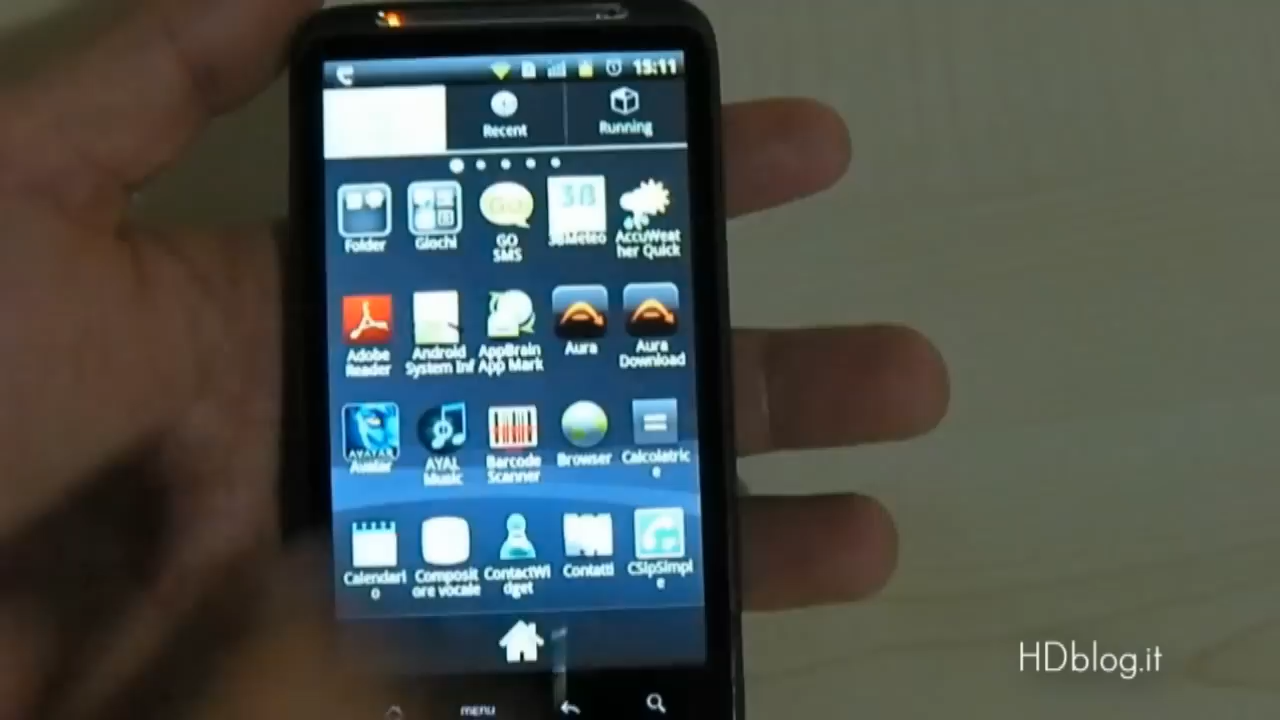 15:11
Recent
Running
Folder
Giochi
GO
SMS
3BMeteo
AccuWeat
her Quick
Adobe
Reader
Android
System Inf
AppBrain
App Mark
Aura
Aura
Download
AVATAR
Avatar
AYAL
Music
Barcode
Scanner
Browser
Calcolatric
e
Calendari
o
Composit
ore vocale
ContactWi
dget
Contatti
CSipSimpl
e
menu
HDblog.it